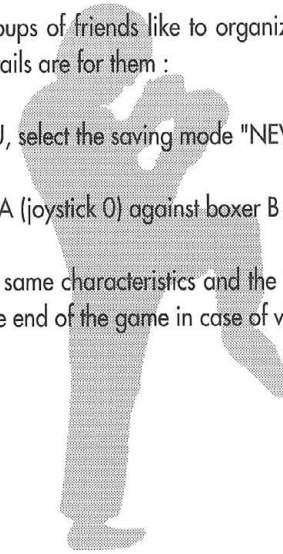 oups of friends like to organiz
ails are for them :
J, select the saving mode "NEV
A (joystick 0) against boxer B
same characteristics and the
e end of the game in case of v